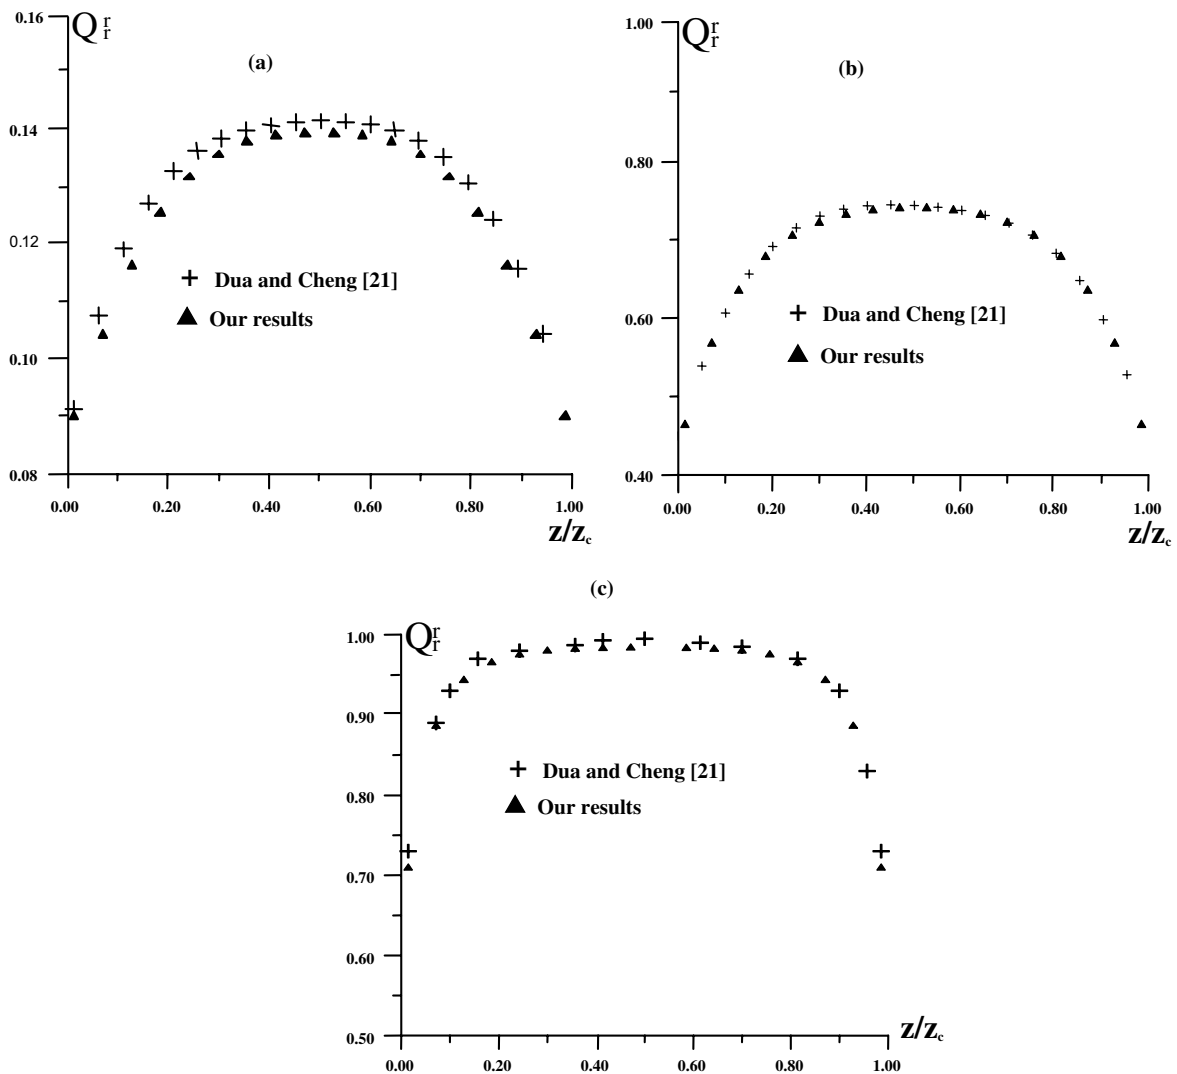 (a)
Q r r
0.16
0.14
0.12
0.10
0.08
+ Dua and Cheng [21]
▲ Our results
0.00 0.20 0.40 0.60 0.80 1.00
z/zc
(b)
Q r r
1.00
0.80
0.60
0.40
+ Dua and Cheng [21]
▲ Our results
0.00 0.20 0.40 0.60 0.80 1.00
z/zc
(c)
Q r r
1.00
0.90
0.80
0.70
0.60
0.50
+ Dua and Cheng [21]
▲ Our results
0.00 0.20 0.40 0.60 0.80 1.00
z/zc